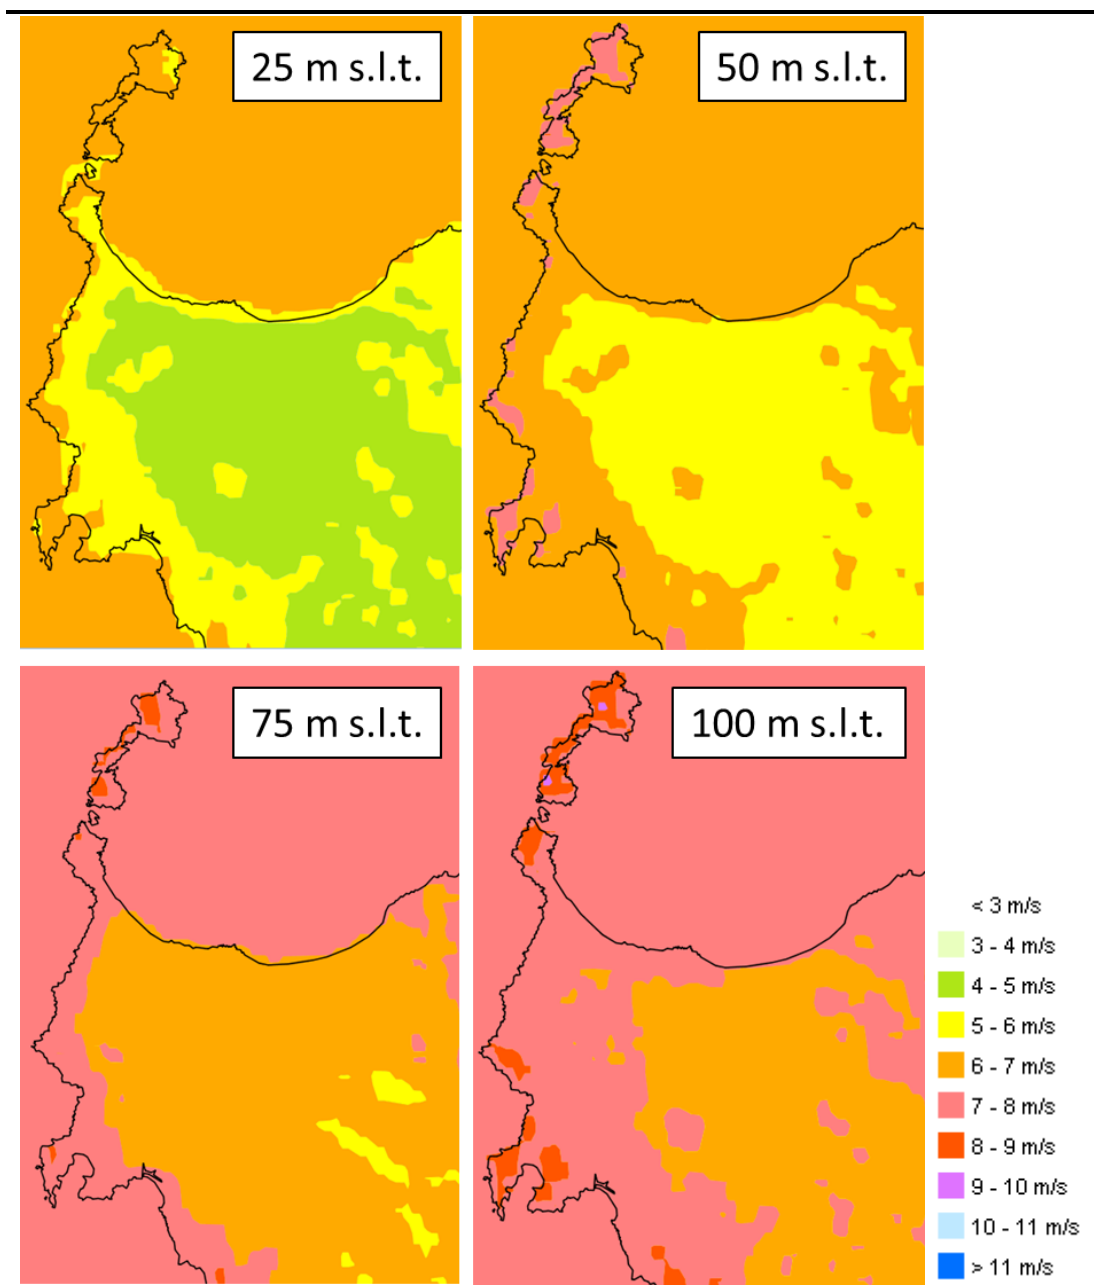 25 m s.l.t.
50 m s.l.t.
75 m s.l.t.
100 m s.l.t.
< 3 m/s
3 - 4 m/s
4 - 5 m/s
5 - 6 m/s
6 - 7 m/s
7 - 8 m/s
8 - 9 m/s
9 - 10 m/s
10 - 11 m/s
> 11 m/s